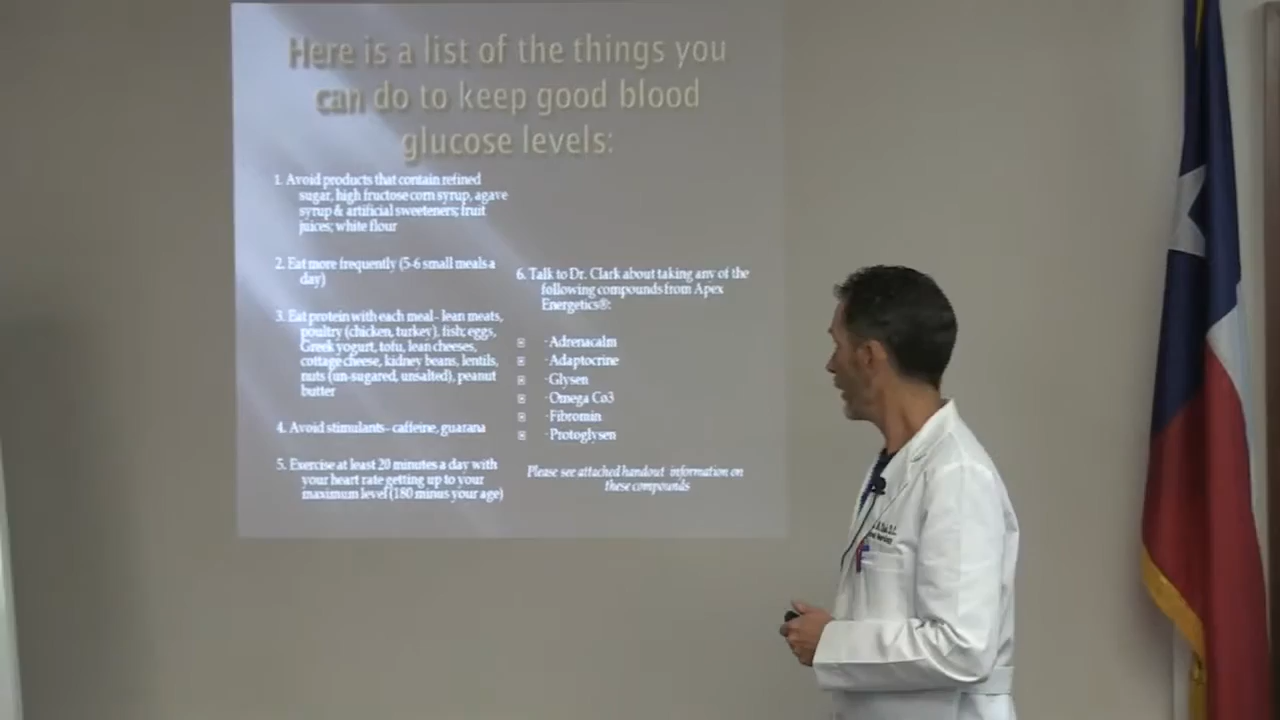 Here is a list of the things you
can do to keep good blood
glucose levels:
1. Avoid products that contain refined
sugar, high fructose corn syrup, agave
syrup & artificial sweeteners; fruit
juices; white flour
2. Eat more frequently (5-6 small meals a
day)
3. Eat protein with each meal- lean meats,
poultry (chicken, turkey), fish; eggs,
Greek yogurt, tofu, lean cheeses,
cottage cheese, kidney beans, lentils,
nuts (un-sugared, unsalted), peanut
butter
4. Avoid stimulants- caffeine, guarana
5. Exercise at least 20 minutes a day with
your heart rate getting up to your
maximum level (180 minus your age)
6. Talk to Dr. Clark about taking any of the
following compounds from Apex
Energetics®:
·Adrenacalm
·Adaptocrine
·Glysen
·Omega Co3
·Fibromin
·Protoglysen
Please see attached handout information on
these compounds
D.C.